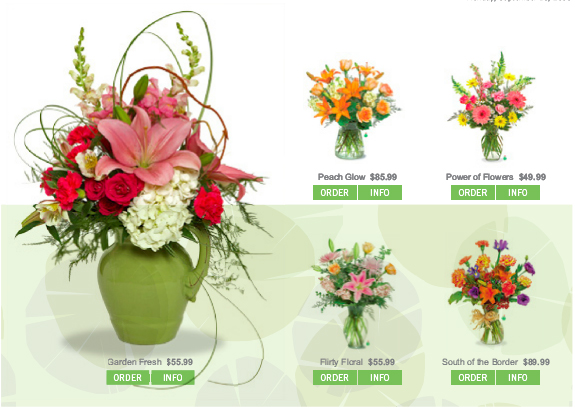 Peach Glow $85.99
ORDER INFO
Power of Flowers $49.99
ORDER INFO
Garden Fresh $55.99
ORDER INFO
Flirty Floral $55.99
ORDER INFO
South of the Border $89.99
ORDER INFO